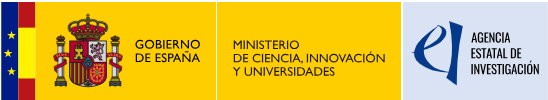 GOBIERNO
DE ESPAÑA
MINISTERIO
DE CIENCIA, INNOVACIÓN
Y UNIVERSIDADES
AGENCIA
ESTATAL DE
INVESTIGACIÓN